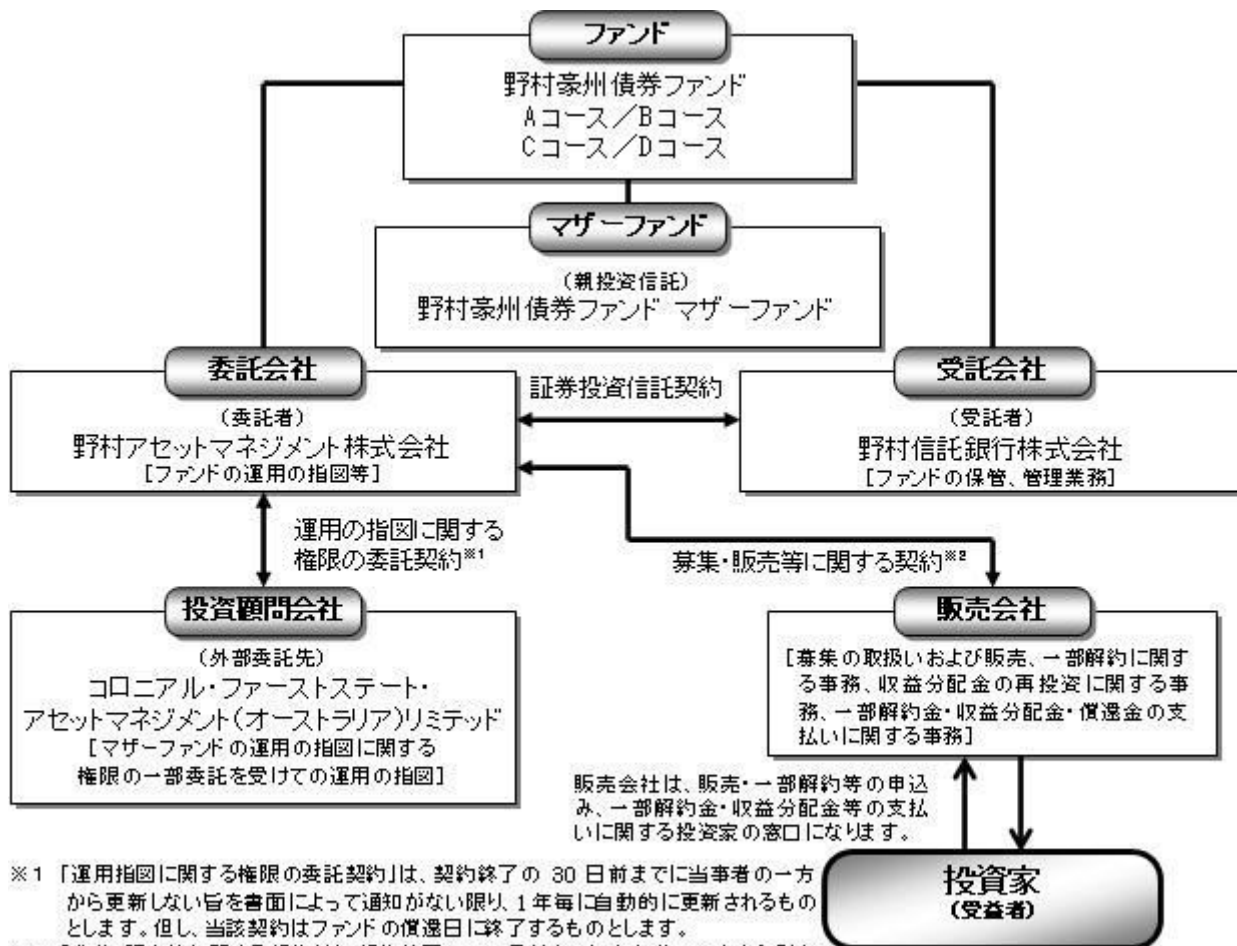 ファンド
野村豪州債券ファンド
Aコース／Bコース
Cコース／Dコース
マザーファンド
（親投資信託）
野村豪州債券ファンド マザーファンド
委託会社
（委託者）
野村アセットマネジメント株式会社
［ファンドの運用の指図等］
証券投資信託契約
受託会社
（受託者）
野村信託銀行株式会社
［ファンドの保管、管理業務］
運用の指図に関する
権限の委託契約※1
募集・販売等に関する契約※2
投資顧問会社
（外部委託先）
コロニアル・ファーストステート・
アセットマネジメント（オーストラリア）リミテッド
［マザーファンドの運用の指図に関する
権限の一部委託を受けての運用の指図］
販売会社
［募集の取扱いおよび販売、一部解約に関す
る事務、収益分配金の再投資に関する事
務、一部解約金・収益分配金・償還金の支
払いに関する事務］
販売会社は、販売・一部解約等の申込
み、一部解約金・収益分配金等の支払
いに関する投資家の窓口になります。
投資家
（受益者）
※1 「運用指図に関する権限の委託契約」は、契約終了の 30 日前までに当事者の一方
から更新しない旨を書面によって通知がない限り、1年毎に自動的に更新されるもの
とします。但し、当該契約はファンドの償還日に終了するものとします。